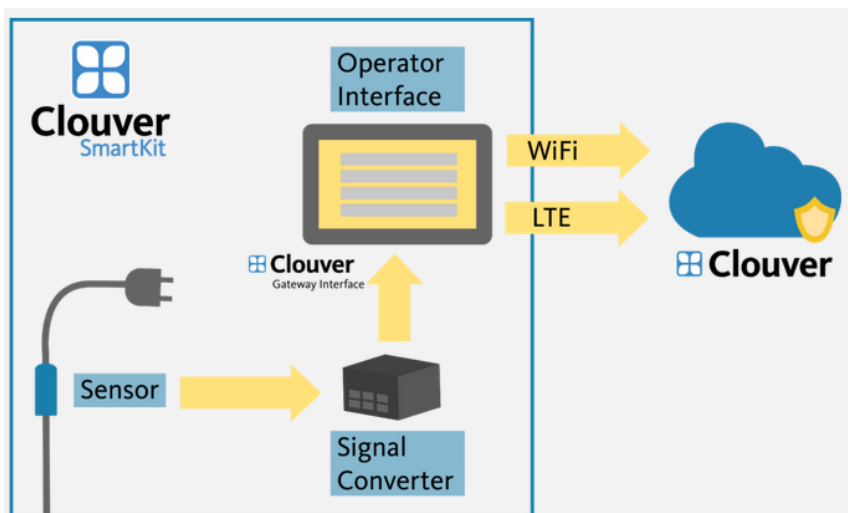 Clouver
SmartKit
Operator
Interface
WiFi
LTE
Clouver
Clouver
Gateway Interface
Sensor
Signal
Converter